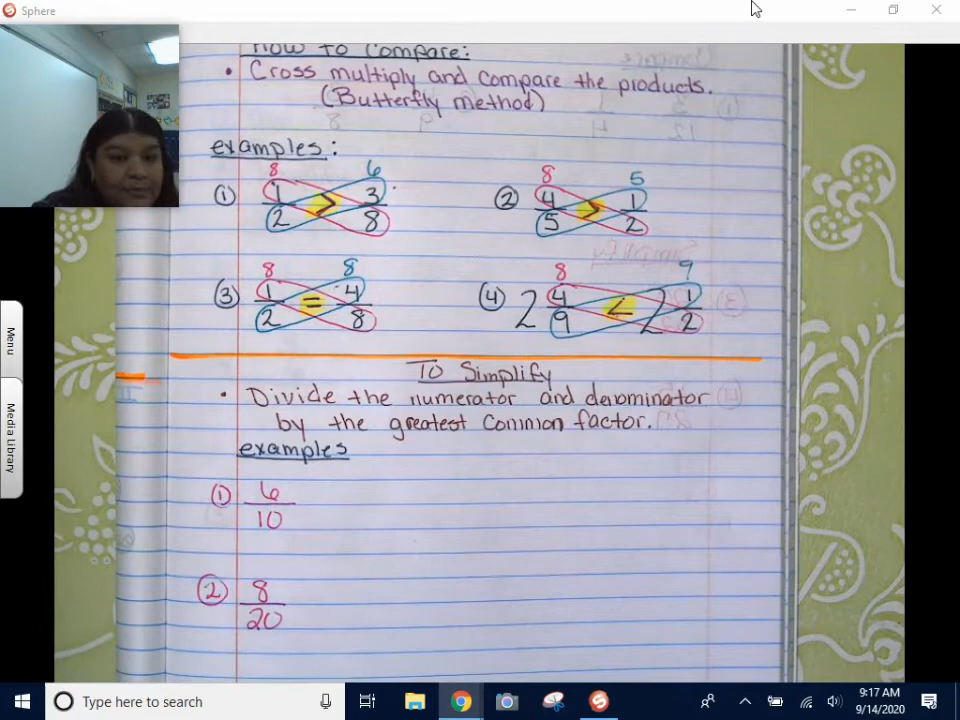 Sphere
How to Compare:
• Cross multiply and compare the products.
(Butterfly method)
examples:
8 6 8 5
① 1/2 > 3/8 ② 4/5 > 1/2
8 8 8 9
③ 1/2 = 4/8 ④ 2 4/9 < 2 1/2
To Simplify
• Divide the numerator and denominator
by the greatest common factor.
examples
① 6/10
② 8/20
Menu
Media Library
Type here to search
9:17 AM
9/14/2020